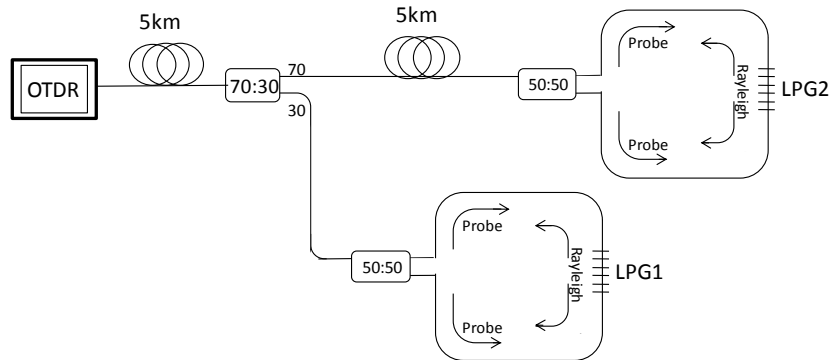 5km
5km
OTDR
70:30
70
30
50:50
Probe
Rayleigh
LPG2
Probe
50:50
Probe
Rayleigh
LPG1
Probe